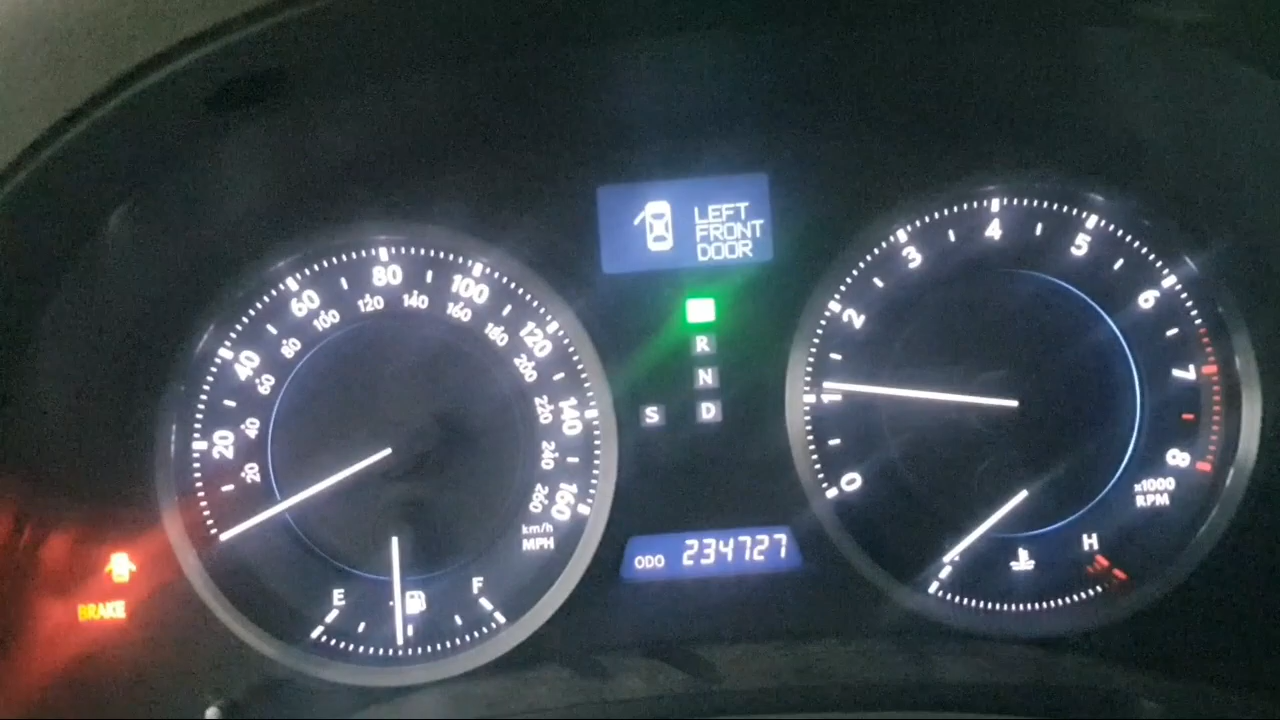 LEFT
FRONT
DOOR
R
N
S D
ODO 234727
20 40 60 80 100 120 140 160
20 40 60 80 100 120 140 160 180 200 220 240 260
km/h
MPH
E F
BRAKE
0 1 2 3 4 5 6 7 8
x1000
RPM
H